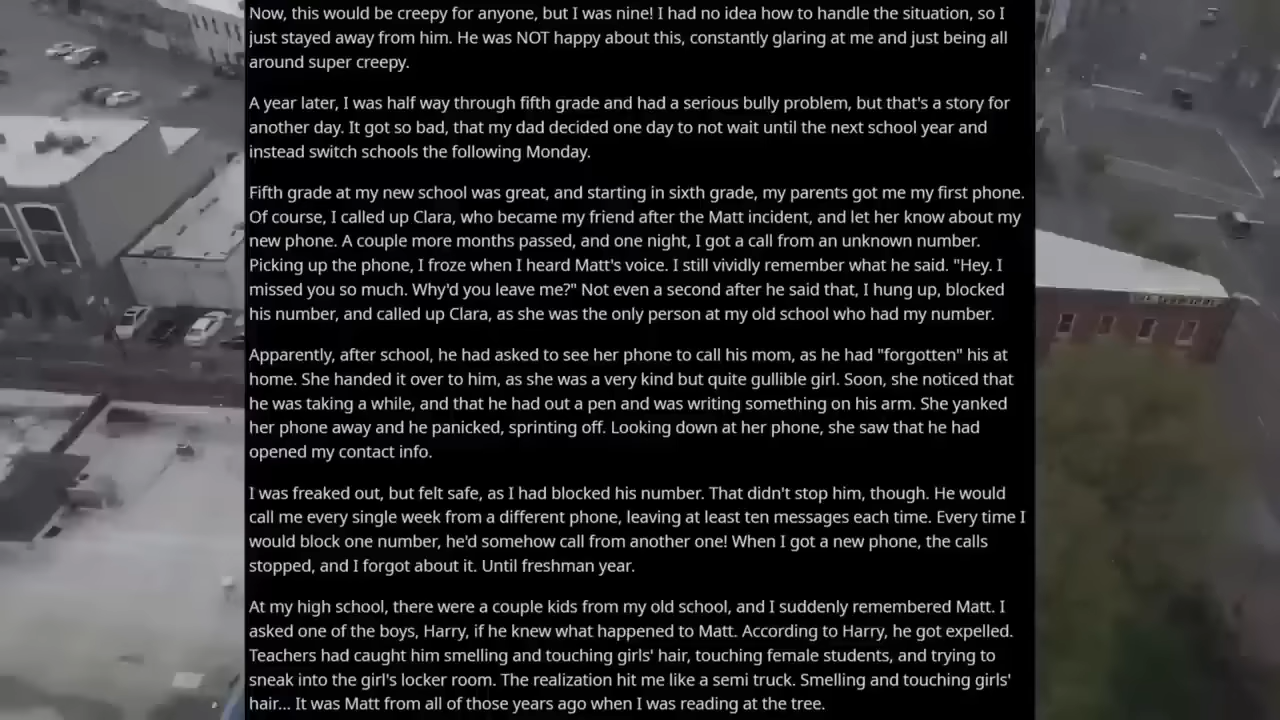 Now, this would be creepy for anyone, but I was nine! I had no idea how to handle the situation, so I
just stayed away from him. He was NOT happy about this, constantly glaring at me and just being all
around super creepy.
A year later, I was half way through fifth grade and had a serious bully problem, but that's a story for
another day. It got so bad, that my dad decided one day to not wait until the next school year and
instead switch schools the following Monday.
Fifth grade at my new school was great, and starting in sixth grade, my parents got me my first phone.
Of course, I called up Clara, who became my friend after the Matt incident, and let her know about my
new phone. A couple more months passed, and one night, I got a call from an unknown number.
Picking up the phone, I froze when I heard Matt's voice. I still vividly remember what he said. "Hey. I
missed you so much. Why'd you leave me?" Not even a second after he said that, I hung up, blocked
his number, and called up Clara, as she was the only person at my old school who had my number.
Apparently, after school, he had asked to see her phone to call his mom, as he had "forgotten" his at
home. She handed it over to him, as she was a very kind but quite gullible girl. Soon, she noticed that
he was taking a while, and that he had out a pen and was writing something on his arm. She yanked
her phone away and he panicked, sprinting off. Looking down at her phone, she saw that he had
opened my contact info.
I was freaked out, but felt safe, as I had blocked his number. That didn't stop him, though. He would
call me every single week from a different phone, leaving at least ten messages each time. Every time I
would block one number, he'd somehow call from another one! When I got a new phone, the calls
stopped, and I forgot about it. Until freshman year.
At my high school, there were a couple kids from my old school, and I suddenly remembered Matt. I
asked one of the boys, Harry, if he knew what happened to Matt. According to Harry, he got expelled.
Teachers had caught him smelling and touching girls' hair, touching female students, and trying to
sneak into the girl's locker room. The realization hit me like a semi truck. Smelling and touching girls'
hair... It was Matt from all of those years ago when I was reading at the tree.